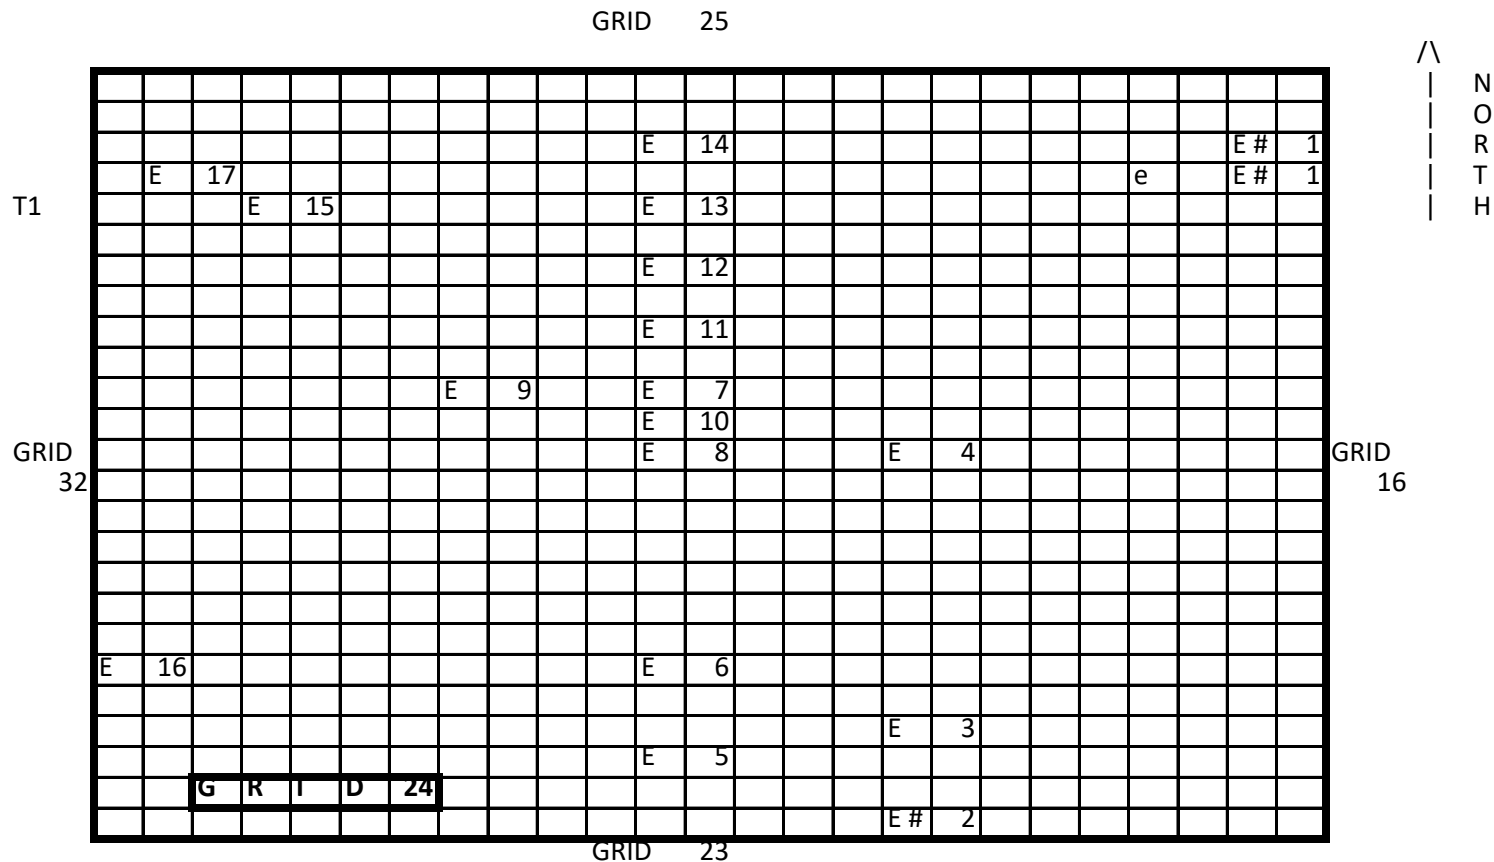 GRID 25
/\
| N
| O
E 14 E # 1 | R
E 17 e E # 1 | T
T1 E 15 E 13 | H
E 12
E 11
E 9 E 7
E 10
GRID E 8 E 4 GRID
32 16
E 16 E 6
E 3
E 5
G R I D 24
E # 2
GRID 23